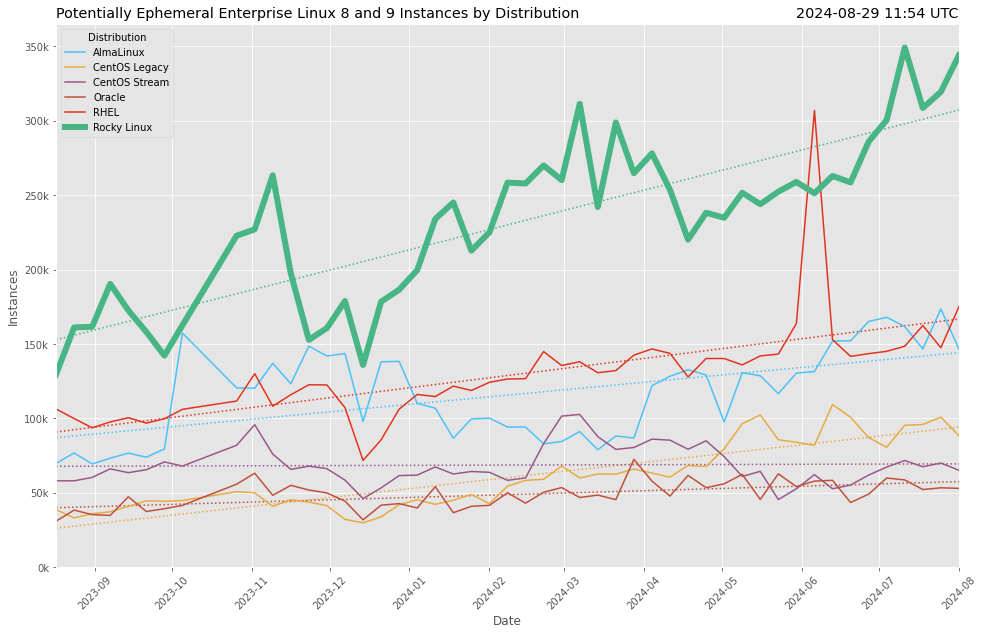 Potentially Ephemeral Enterprise Linux 8 and 9 Instances by Distribution
2024-08-29 11:54 UTC
Distribution
AlmaLinux
CentOS Legacy
CentOS Stream
Oracle
RHEL
Rocky Linux
350k
300k
250k
200k
150k
100k
50k
0k
Instances
2023-09
2023-10
2023-11
2023-12
2024-01
2024-02
2024-03
2024-04
2024-05
2024-06
2024-07
2024-08
Date